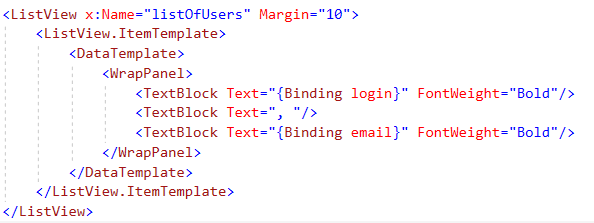 <ListView x:Name="listOfUsers" Margin="10">
<ListView.ItemTemplate>
<DataTemplate>
<WrapPanel>
<TextBlock Text="{Binding login}" FontWeight="Bold"/>
<TextBlock Text=", "/>
<TextBlock Text="{Binding email}" FontWeight="Bold"/>
</WrapPanel>
</DataTemplate>
</ListView.ItemTemplate>
</ListView>